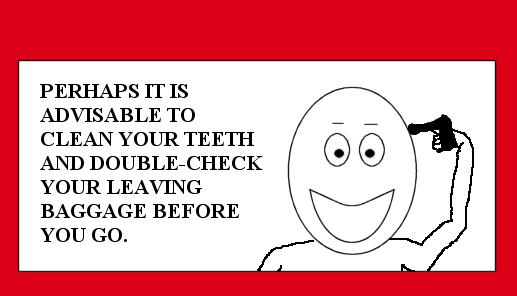 PERHAPS IT IS
ADVISABLE TO
CLEAN YOUR TEETH
AND DOUBLE-CHECK
YOUR LEAVING
BAGGAGE BEFORE
YOU GO.